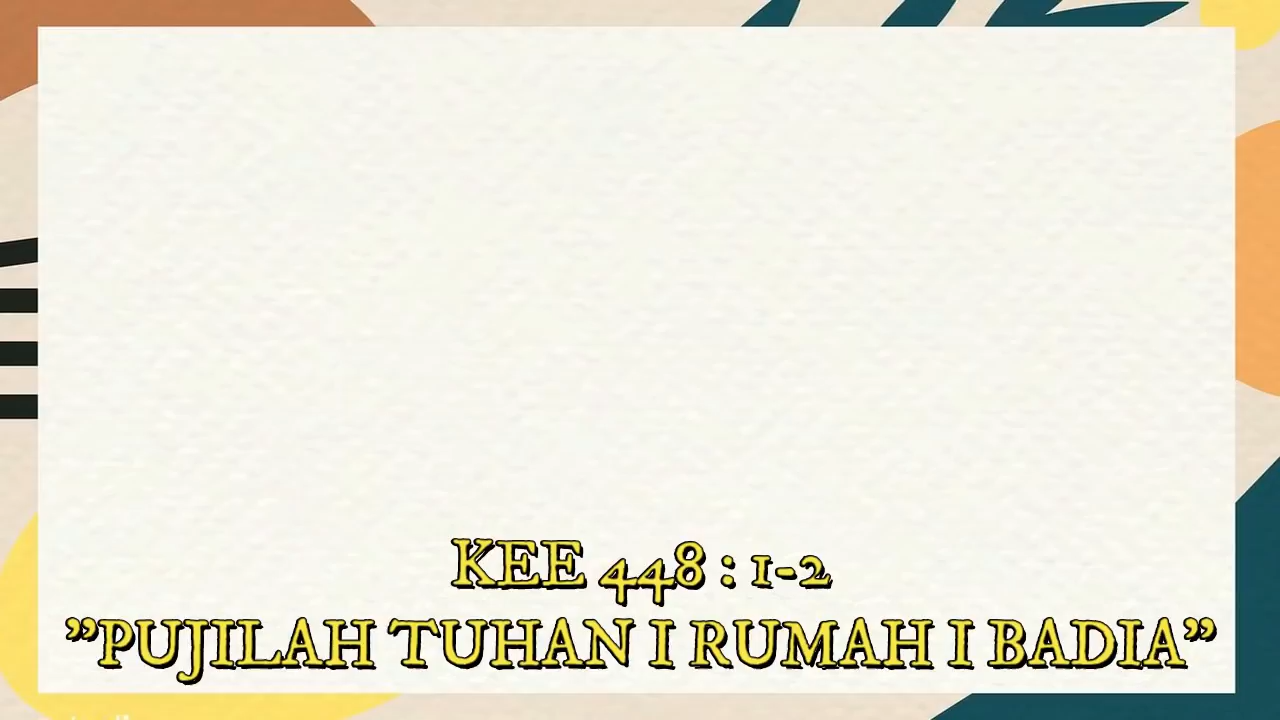 KEE 448 : 1-2
”PUJILAH TUHAN I RUMAH I BADIA”